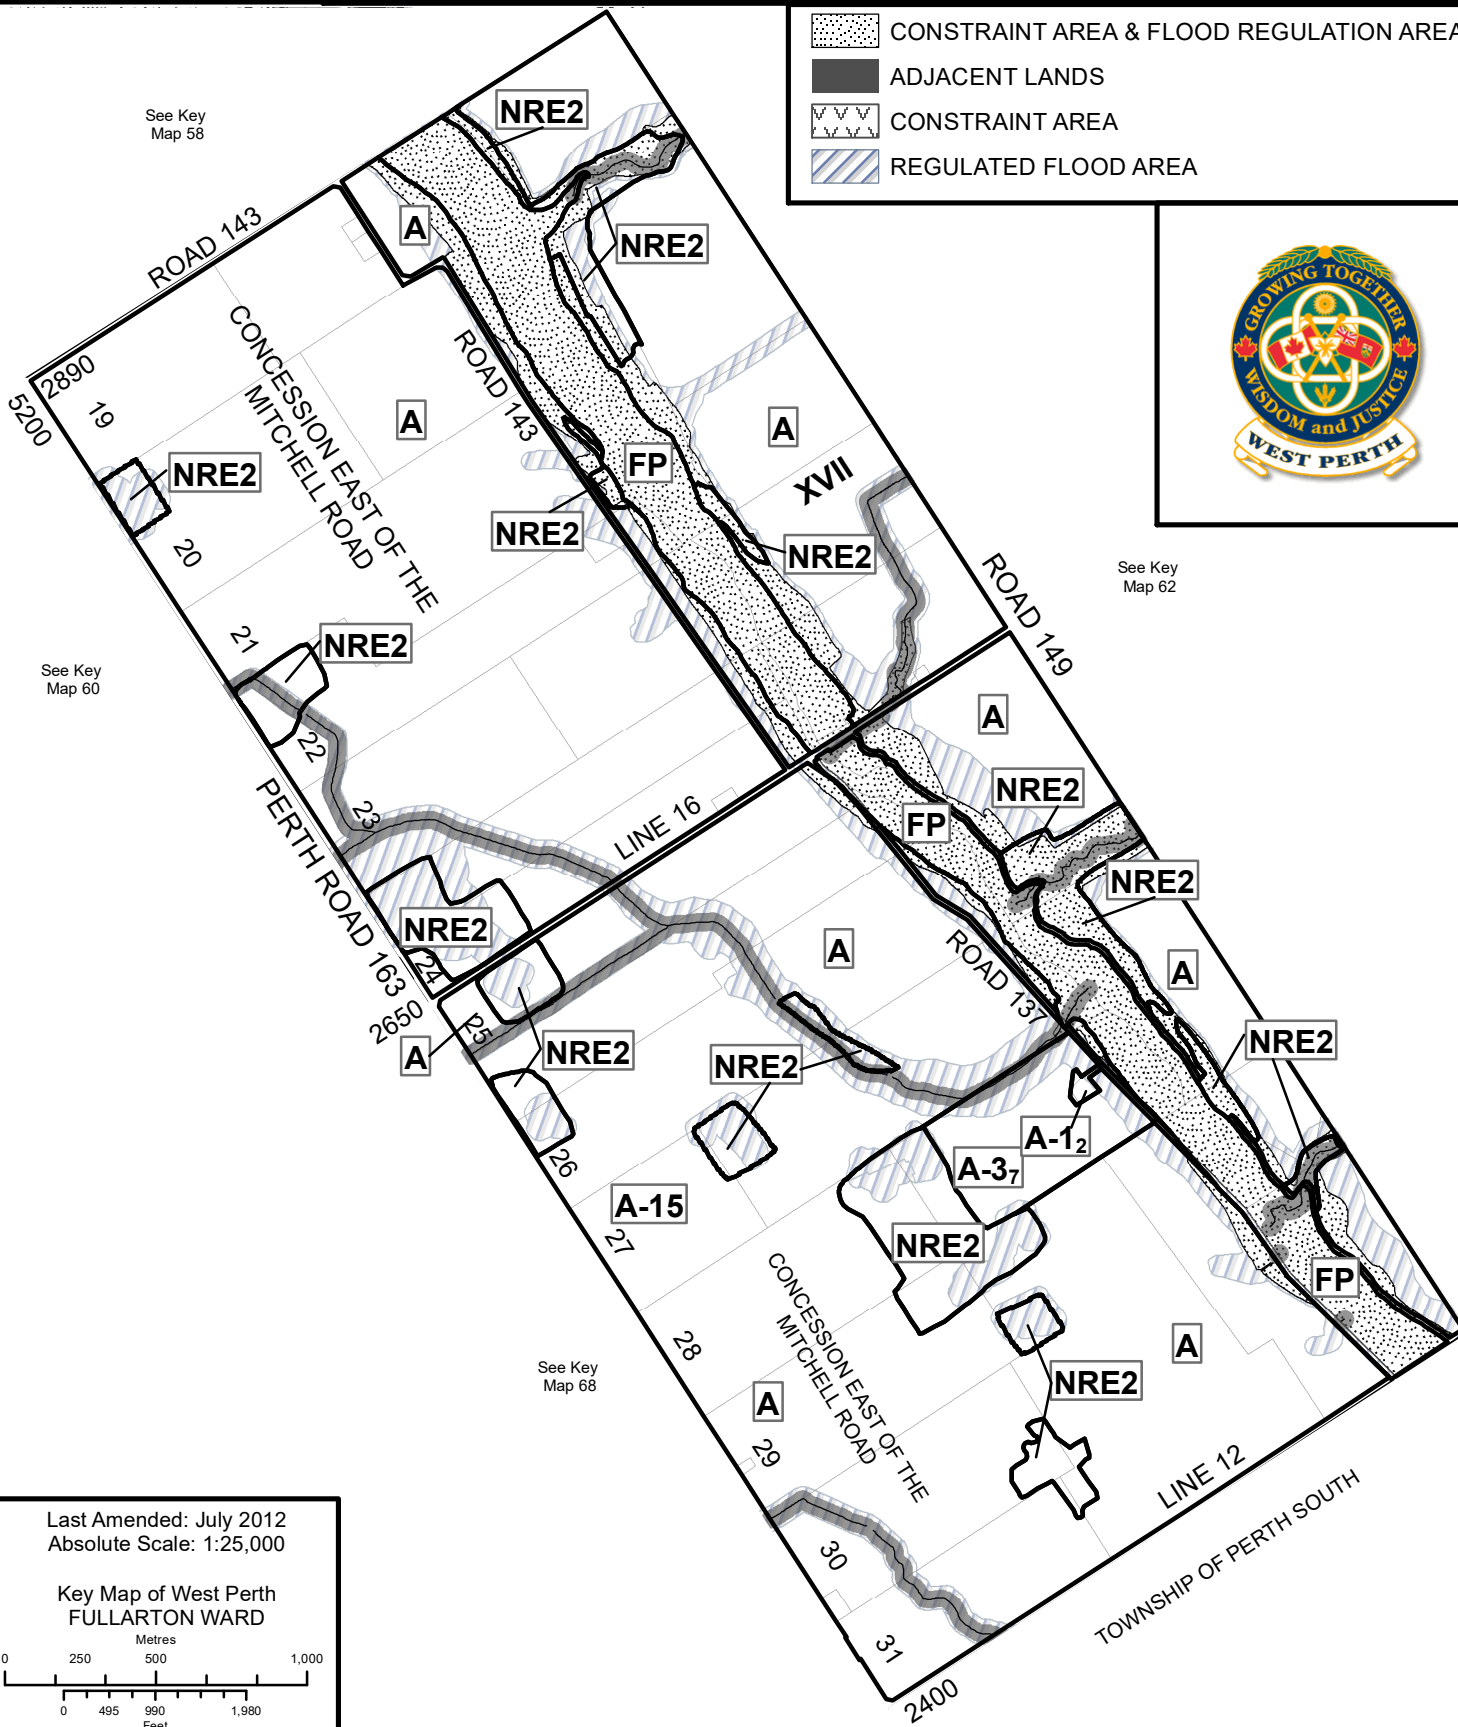 CONSTRAINT AREA & FLOOD REGULATION AREA
ADJACENT LANDS
CONSTRAINT AREA
REGULATED FLOOD AREA
GROWING TOGETHER
WISDOM and JUSTICE
WEST PERTH
See Key
Map 58
NRE2
A
NRE2
ROAD 143
CONCESSION EAST OF THE
MITCHELL ROAD
ROAD 143
2890
5200
19
A
A
NRE2
FP
XVII
NRE2
NRE2
20
See Key
Map 62
ROAD 149
21
NRE2
See Key
Map 60
A
22
NRE2
PERTH ROAD 163
23
LINE 16
FP
NRE2
NRE2
A
A
ROAD 137
24
2650
25
A
NRE2
NRE2
NRE2
A-1₂
A-3₇
26
A-15
27
NRE2
FP
CONCESSION EAST OF THE
MITCHELL ROAD
28
A
See Key
Map 68
NRE2
A
29
LINE 12
TOWNSHIP OF PERTH SOUTH
30
31
2400
Last Amended: July 2012
Absolute Scale: 1:25,000
Key Map of West Perth
FULLARTON WARD
Metres
0 250 500 1,000
0 495 990 1,980
Feet